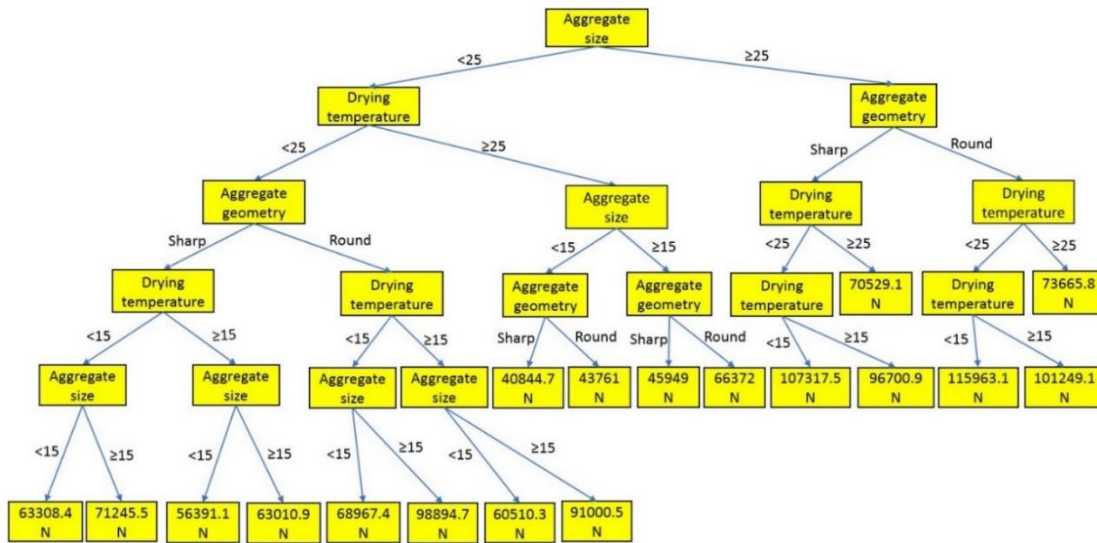 Aggregate
size
<25
≥25
Drying
temperature
Aggregate
geometry
<25
≥25
Sharp
Round
Aggregate
geometry
Aggregate
size
Drying
temperature
Drying
temperature
Sharp
Round
<15
≥15
<25
≥25
<25
≥25
Drying
temperature
Drying
temperature
Aggregate
geometry
Aggregate
geometry
Drying
temperature
70529.1
N
Drying
temperature
73665.8
N
<15
≥15
<15
≥15
Sharp
Round
Sharp
Round
<15
≥15
<15
≥15
Aggregate
size
Aggregate
size
Aggregate
size
Aggregate
size
40844.7
N
43761
N
45949
N
66372
N
107317.5
N
96700.9
N
115963.1
N
101249.1
N
<15
≥15
<15
≥15
<15
≥15
<15
≥15
63308.4
N
71245.5
N
56391.1
N
63010.9
N
68967.4
N
98894.7
N
60510.3
N
91000.5
N